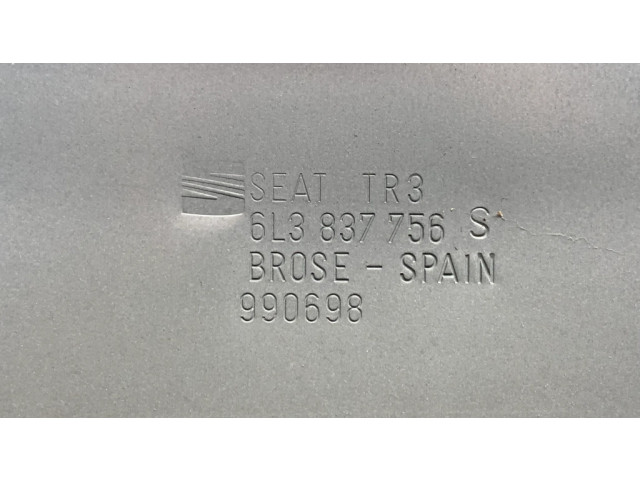 SEAT TR3
6L3 837 756 S
BROSE - SPAIN
990698